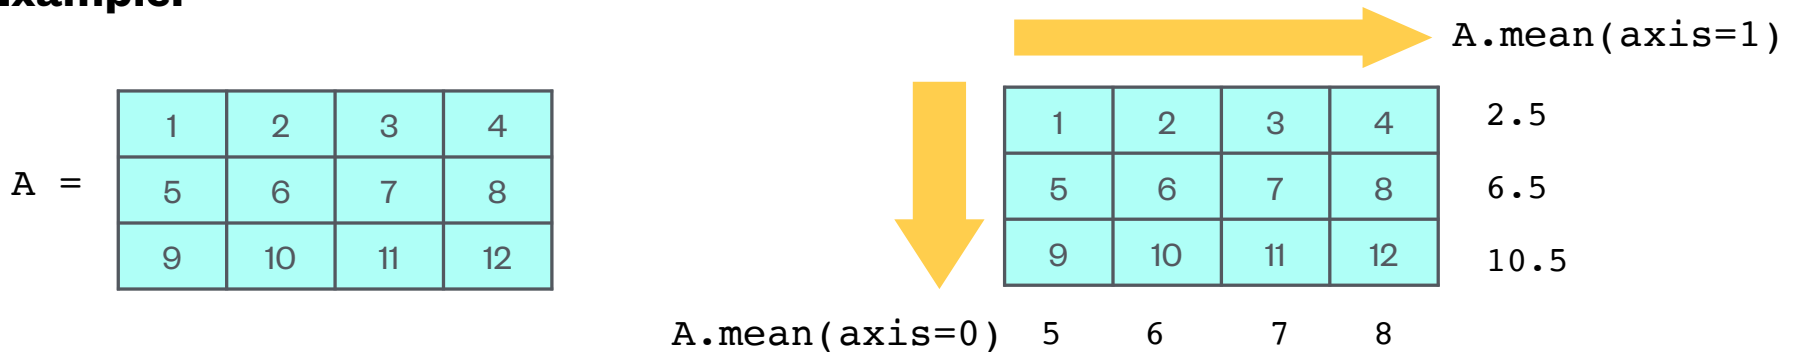 Example:
A.mean(axis=1)
A =
1 2 3 4
5 6 7 8
9 10 11 12
1 2 3 4 2.5
5 6 7 8 6.5
9 10 11 12 10.5
A.mean(axis=0) 5 6 7 8